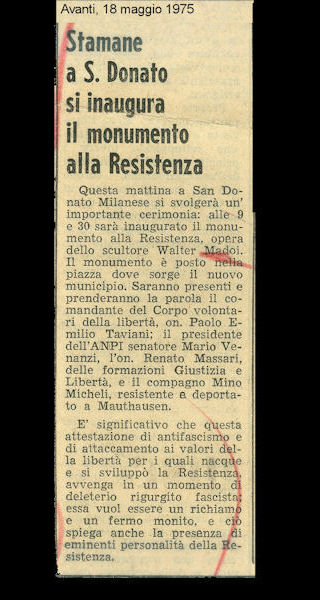 Avanti, 18 maggio 1975
Stamane
a S. Donato
si inaugura
il monumento
alla Resistenza
Questa mattina a San Do-
nato Milanese si svolgerà un'
importante cerimonia: alle 9
e 30 sarà inaugurato il monu-
mento alla Resistenza, opera
dello scultore Walter Madoi.
Il monumento è posto nella
piazza dove sorge il nuovo
municipio. Saranno presenti e
prenderanno la parola il co-
mandante del Corpo volonta-
ri della libertà, on. Paolo E-
milio Taviani; il presidente
dell'ANPI senatore Mario Ve-
nanzi, l'on. Renato Massari,
delle formazioni Giustizia e
Libertà, e il compagno Mino
Micheli, resistente e deporta-
to a Mauthausen.
E' significativo che questa
attestazione di antifascismo e
di attaccamento ai valori del-
la libertà per i quali nacque
e si sviluppò la Resistenza,
avvenga in un momento di
deleterio rigurgito fascista;
essa vuol essere un richiamo
e un fermo monito, e ciò
spiega anche la presenza di
eminenti personalità della Re-
sistenza.